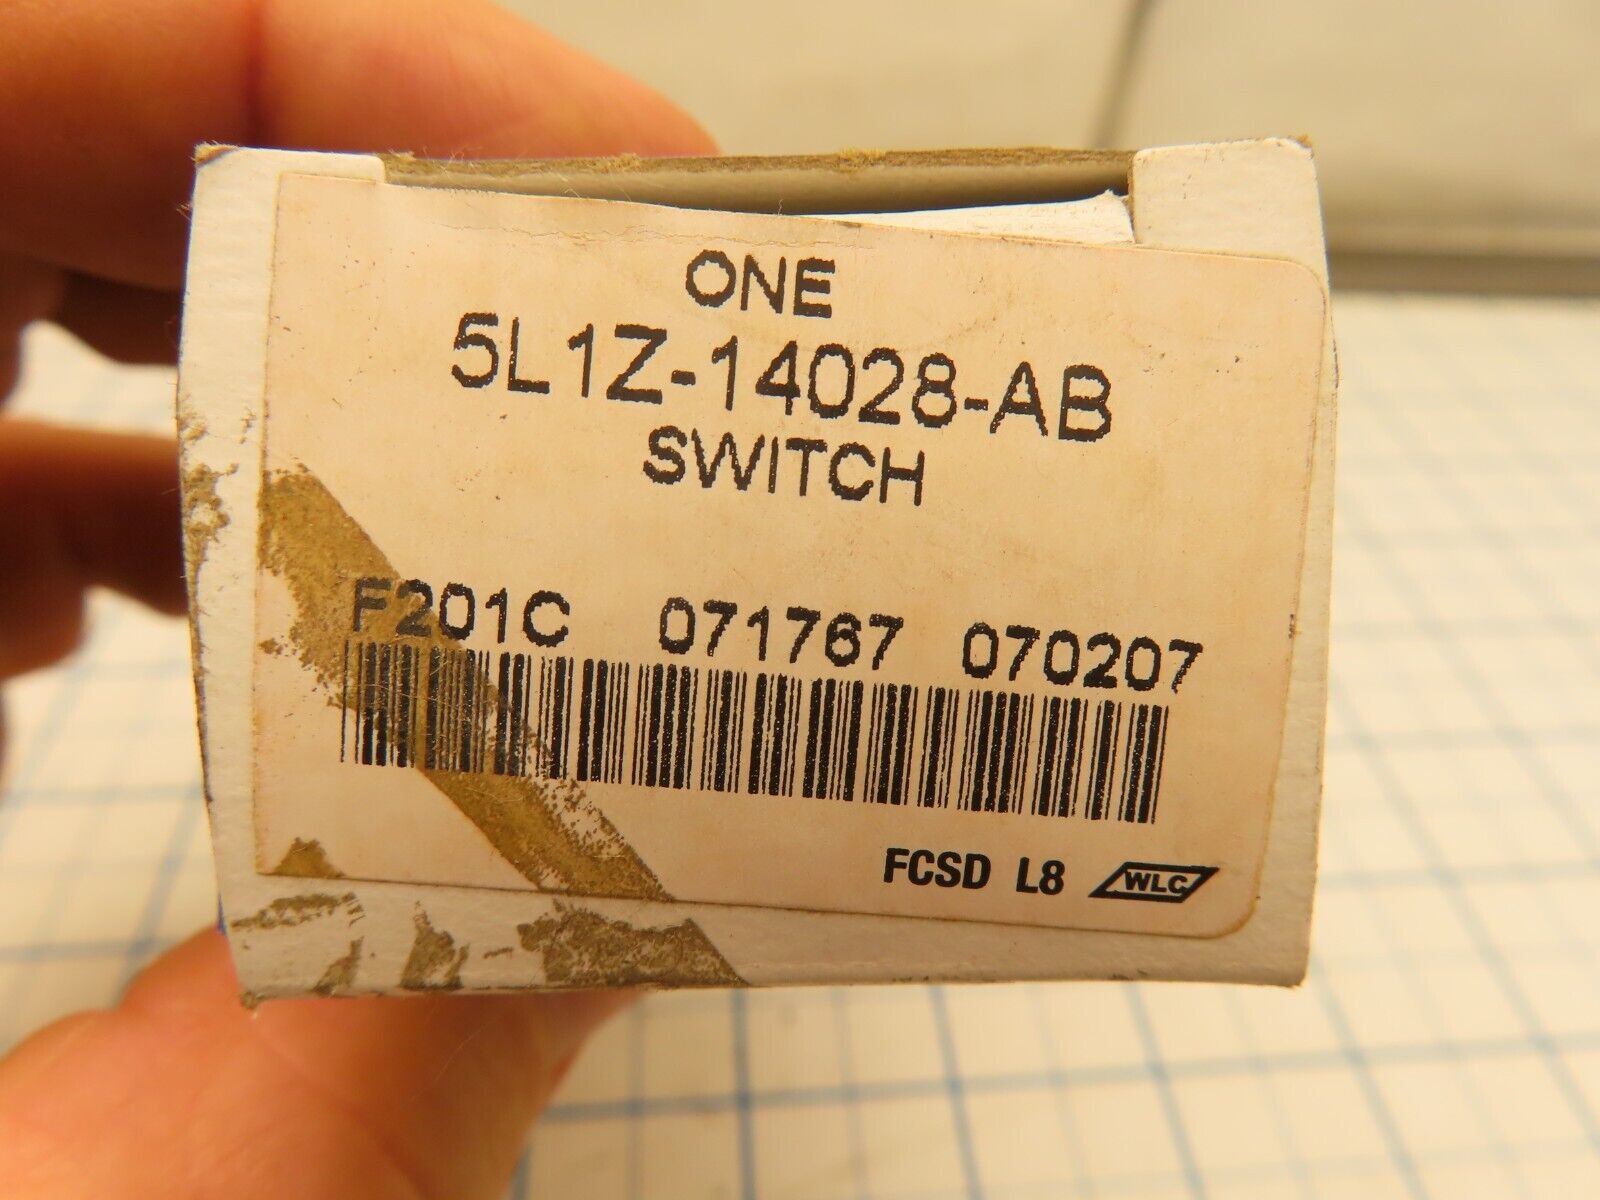 ONE
5L1Z-14028-AB
SWITCH
F201C 071767 070207
FCSD L8 WLC